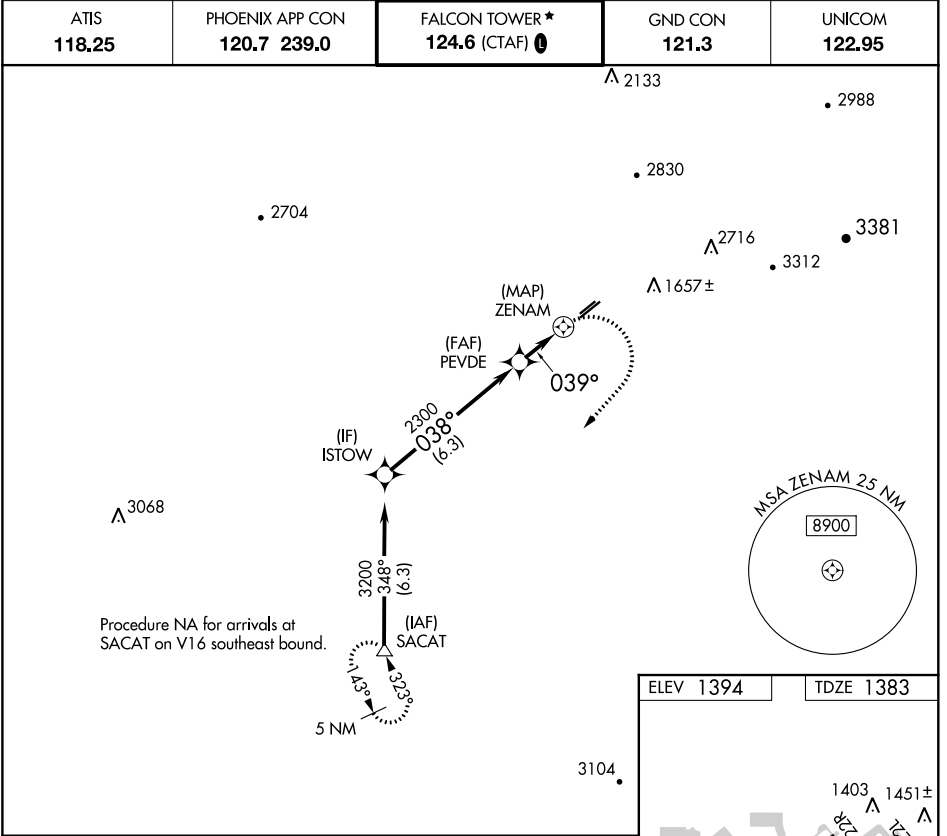 ATIS
118.25
PHOENIX APP CON
120.7 239.0
FALCON TOWER★
124.6 (CTAF) L
GND CON
121.3
UNICOM
122.95
2133
2988
2830
2704
3381
2716
3312
1657±
(MAP)
ZENAM
(FAF)
PEVDE
039°
2300
038°
(6.3)
(IF)
ISTOW
3068
MSA ZENAM 25 NM
8900
3200
348°
(6.3)
Procedure NA for arrivals at
SACAT on V16 southeast bound.
(IAF)
SACAT
143°
323°
5 NM
ELEV 1394
TDZE 1383
3104
1403
1451±
22R